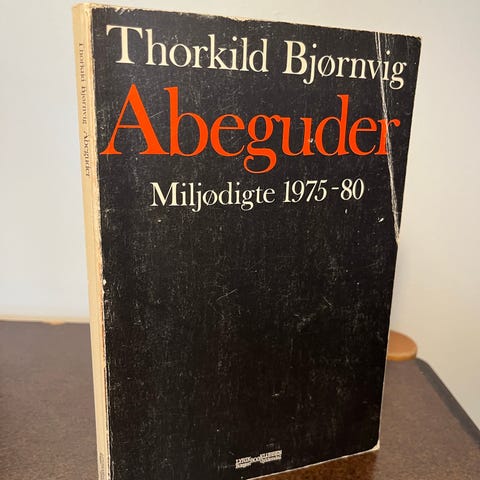 Thorkild Bjørnvig
Abeguder
Miljødigte 1975-80
Thorkild Bjørnvig Abeguder